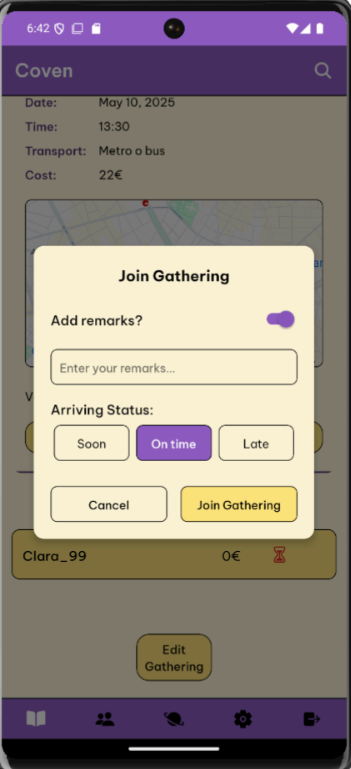 6:42
Coven
Date: May 10, 2025
Time: 13:30
Transport: Metro o bus
Cost: 22€
Join Gathering
Add remarks?
Enter your remarks...
Arriving Status:
Soon On time Late
Cancel Join Gathering
Clara_99 0€
Edit
Gathering